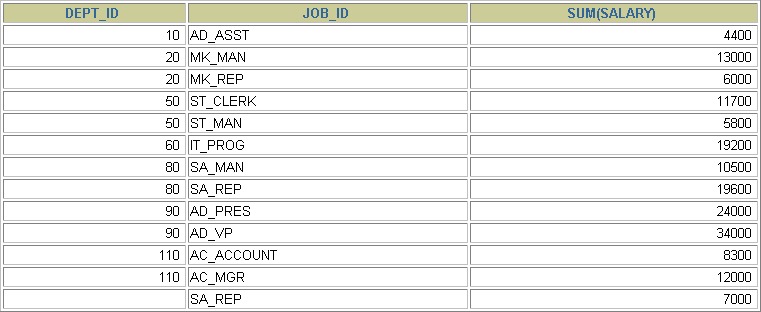 DEPT_ID JOB_ID SUM(SALARY)
10 AD_ASST 4400
20 MK_MAN 13000
20 MK_REP 6000
50 ST_CLERK 11700
50 ST_MAN 5800
60 IT_PROG 19200
80 SA_MAN 10500
80 SA_REP 19600
90 AD_PRES 24000
90 AD_VP 34000
110 AC_ACCOUNT 8300
110 AC_MGR 12000
SA_REP 7000